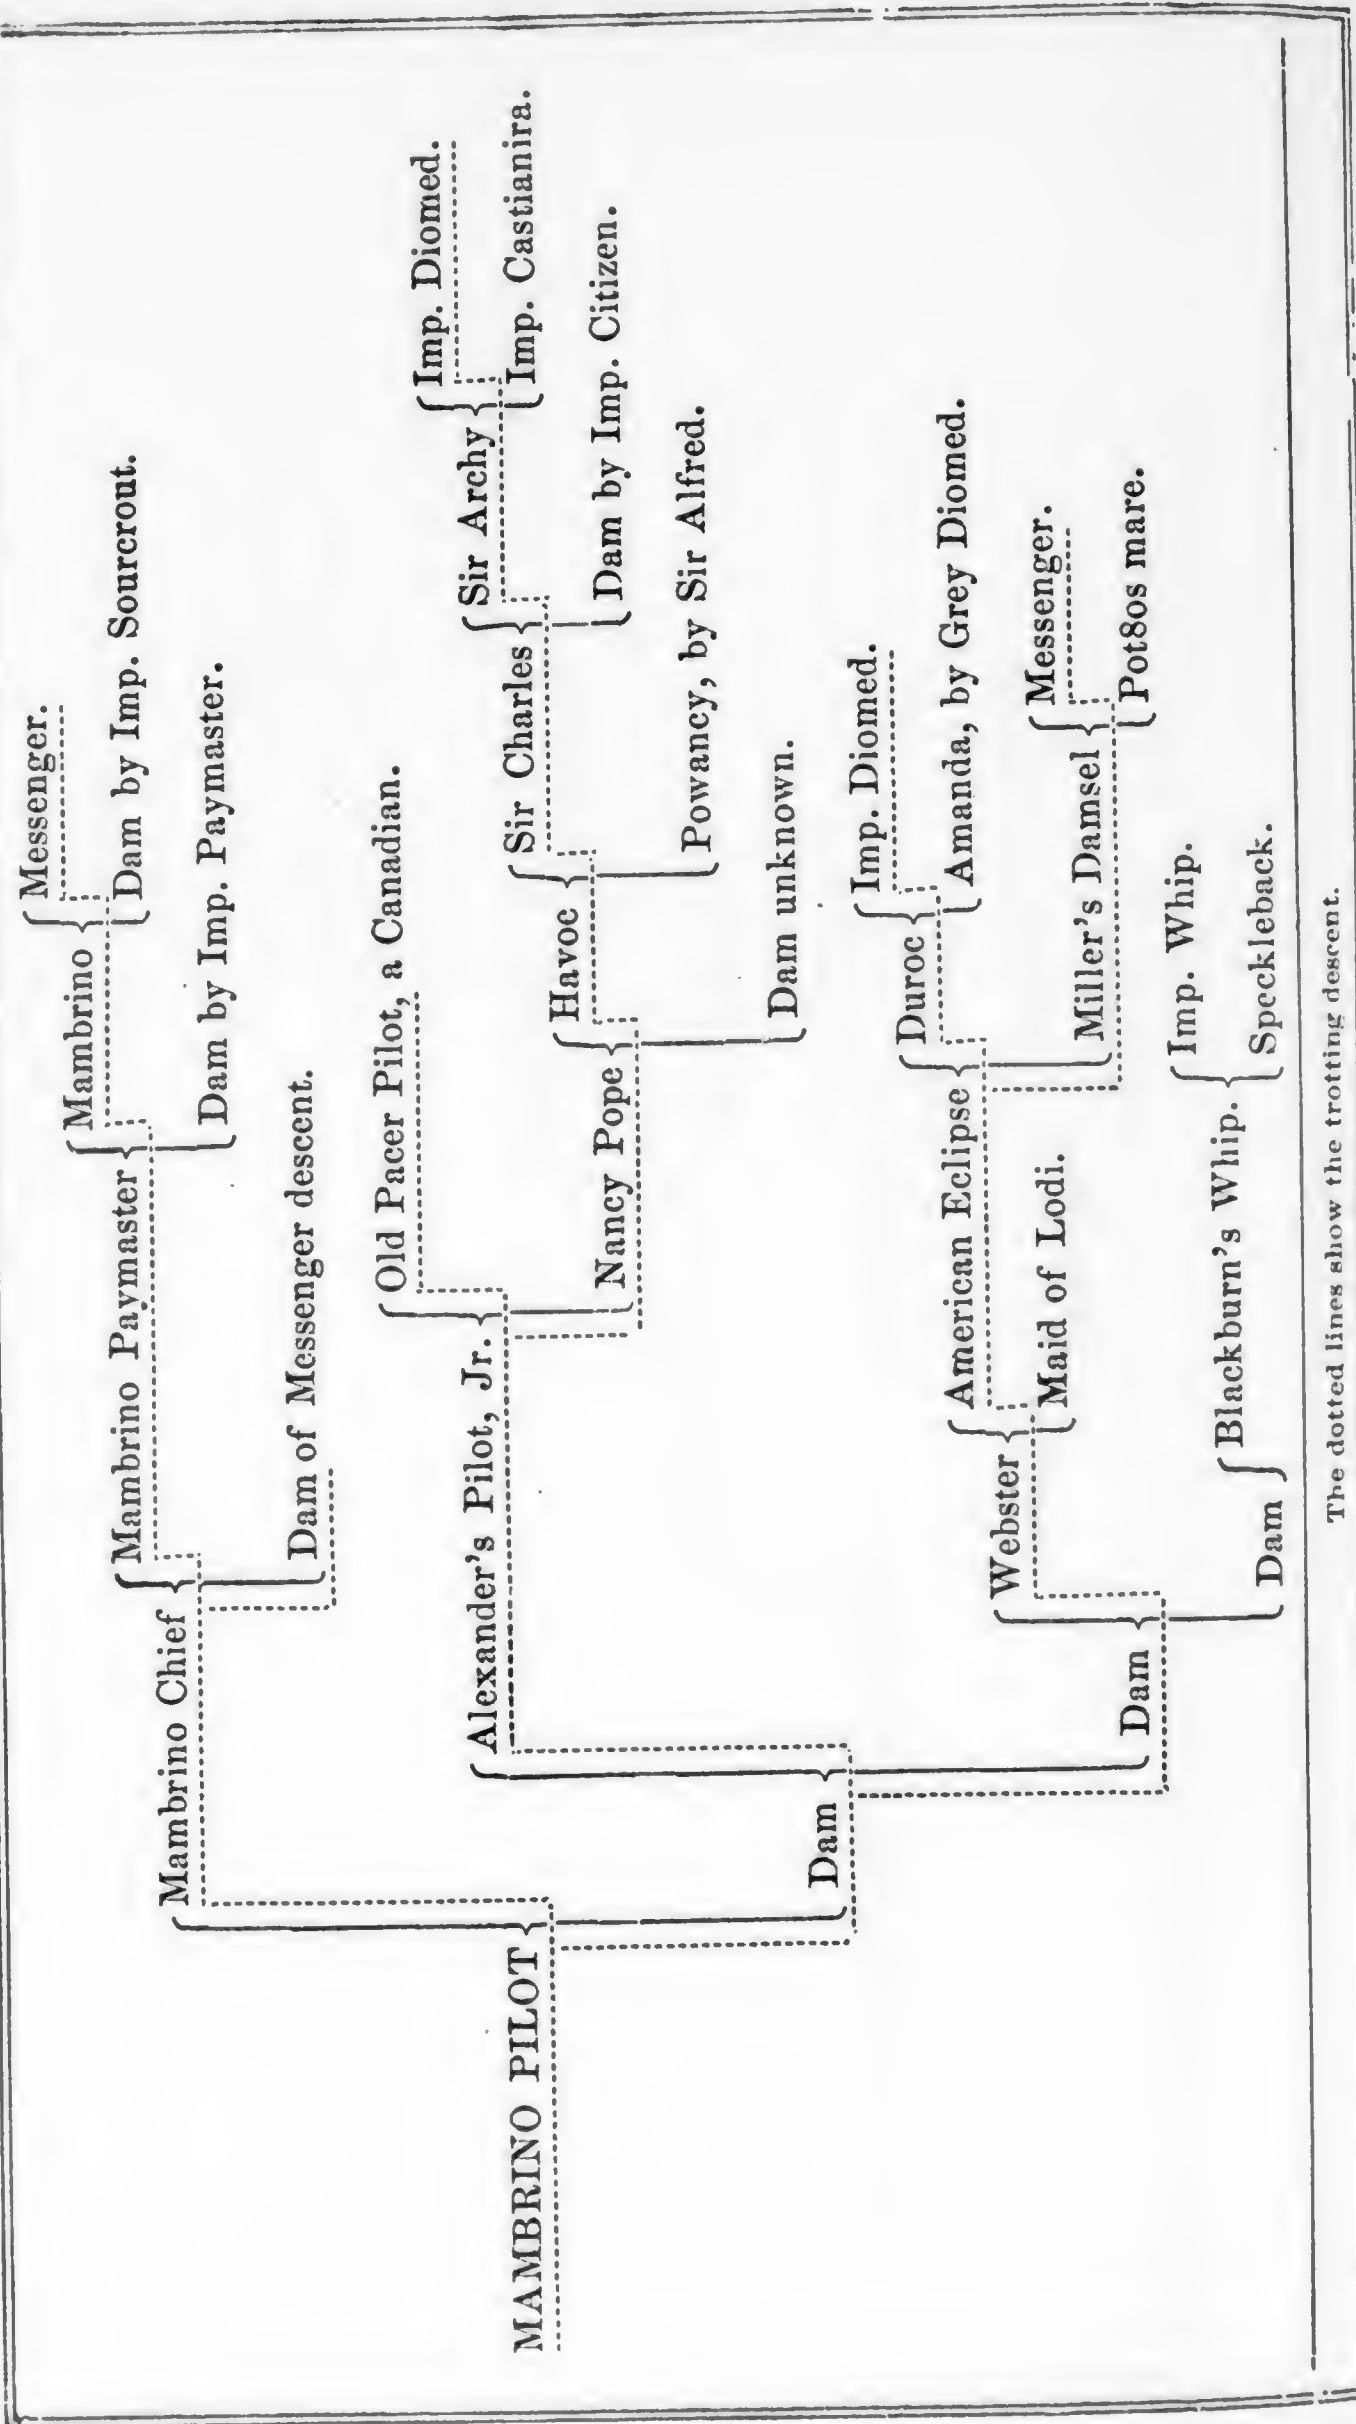 Messenger.
Mambrino
Dam by Imp. Sourcrout.
Mambrino Paymaster
Dam by Imp. Paymaster.
Mambrino Chief
Dam of Messenger descent.
MAMBRINO PILOT
Old Pacer Pilot, a Canadian.
Alexander's Pilot, Jr.
Imp. Diomed.
Sir Archy
Imp. Castianira.
Sir Charles
Dam by Imp. Citizen.
Havoc
Powancy, by Sir Alfred.
Nancy Pope
Dam unknown.
Dam
Imp. Diomed.
Duroc
Amanda, by Grey Diomed.
American Eclipse
Messenger.
Miller's Damsel
Pot8os mare.
Webster
Maid of Lodi.
Dam
Imp. Whip.
Blackburn's Whip.
Speckleback.
Dam
The dotted lines show the trotting descent.